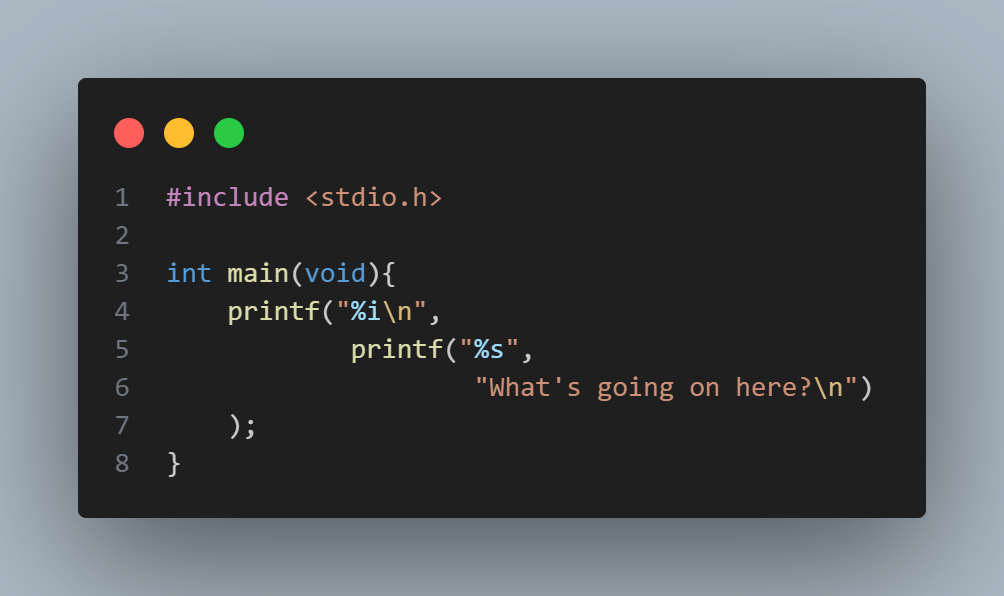 1 #include <stdio.h>
2
3 int main(void){
4     printf("%i\n",
5             printf("%s",
6                     "What's going on here?\n")
7     );
8 }